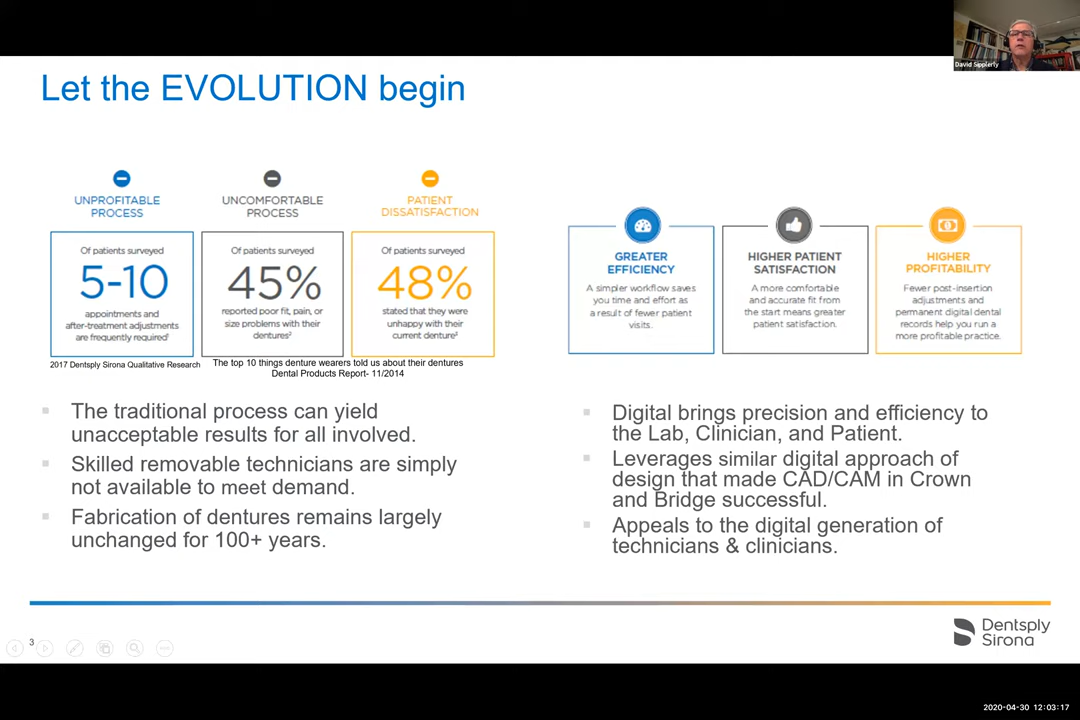 David Sipplerly
Let the EVOLUTION begin
UNPROFITABLE
PROCESS
Of patients surveyed
5-10
appointments and
after-treatment adjustments
are frequently required¹
UNCOMFORTABLE
PROCESS
Of patients surveyed
45%
reported poor fit, pain, or
size problems with their
dentures²
PATIENT
DISSATISFACTION
Of patients surveyed
48%
stated that they were
unhappy with their
current denture²
2017 Dentsply Sirona Qualitative Research
The top 10 things denture wearers told us about their dentures
Dental Products Report- 11/2014
The traditional process can yield
unacceptable results for all involved.
Skilled removable technicians are simply
not available to meet demand.
Fabrication of dentures remains largely
unchanged for 100+ years.
GREATER
EFFICIENCY
A simpler workflow saves
you time and effort as
a result of fewer patient
visits.
HIGHER PATIENT
SATISFACTION
A more comfortable
and accurate fit from
the start means greater
patient satisfaction.
HIGHER
PROFITABILITY
Fewer post-insertion
adjustments and
permanent digital dental
records help you run a
more profitable practice.
Digital brings precision and efficiency to
the Lab, Clinician, and Patient.
Leverages similar digital approach of
design that made CAD/CAM in Crown
and Bridge successful.
Appeals to the digital generation of
technicians & clinicians.
3
Dentsply
Sirona
2020-04-30 12:03:17